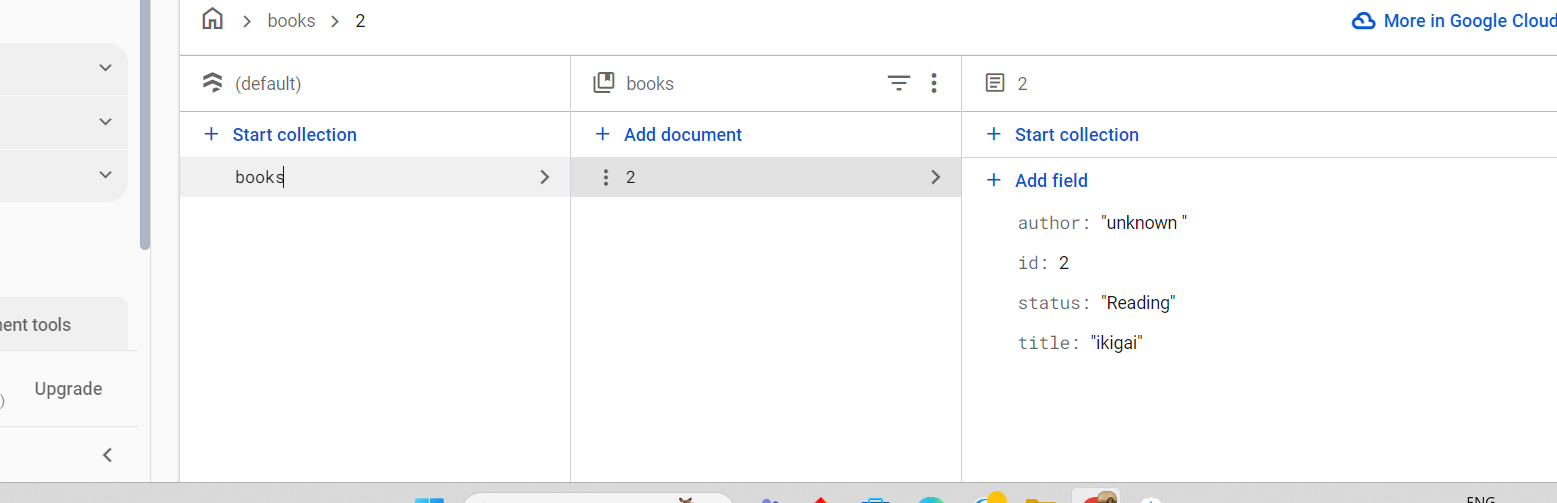 books
2
More in Google Cloud
(default)
books
2
+ Start collection
+ Add document
+ Start collection
books
2
+ Add field
author: "unknown "
id: 2
status: "Reading"
title: "ikigai"
ent tools
)
Upgrade
ENG